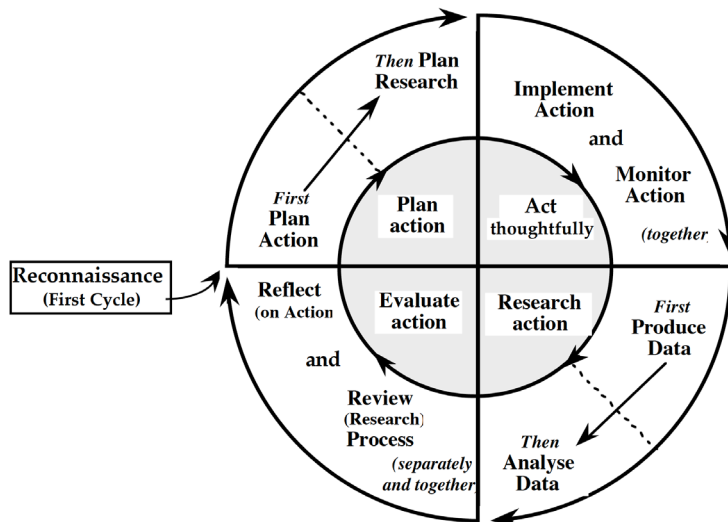 Then Plan
Research
First
Plan
Action
Implement
Action
and
Monitor
Action
(together
Plan
action
Act
thoughtfully
Reconnaissance
(First Cycle)
Reflect
(on Action
and
Review
(Research)
Process
(separately
and together
Evaluate
action
Research
action
First
Produce
Data
Then
Analyse
Data